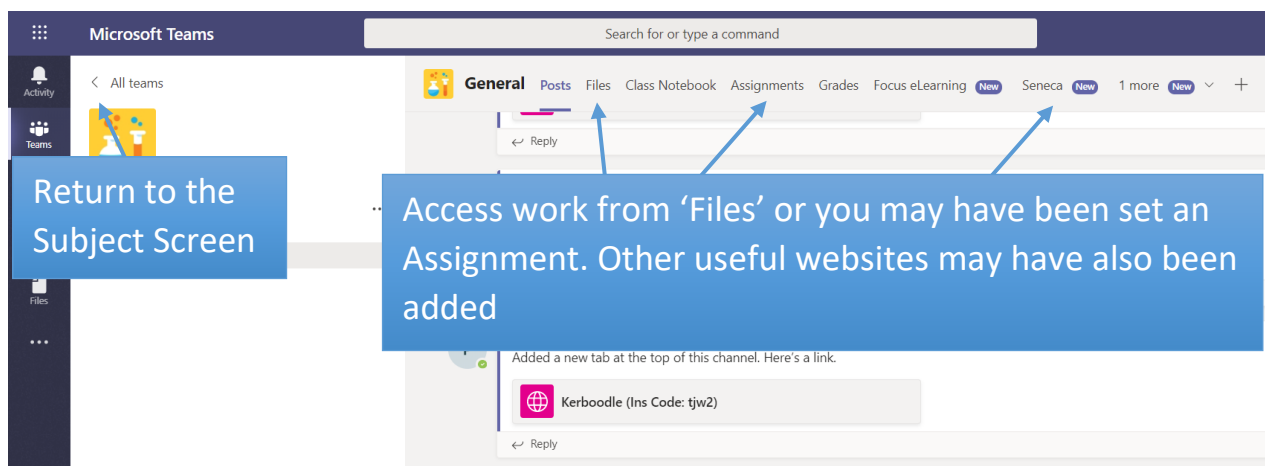 Microsoft Teams
Search for or type a command
Activity
All teams
General Posts Files Class Notebook Assignments Grades Focus eLearning New Seneca New 1 more New
Teams
Reply
Return to the
Subject Screen
Access work from ‘Files’ or you may have been set an
Assignment. Other useful websites may have also been
added
Files
Added a new tab at the top of this channel. Here's a link.
Kerboodle (Ins Code: tjw2)
Reply